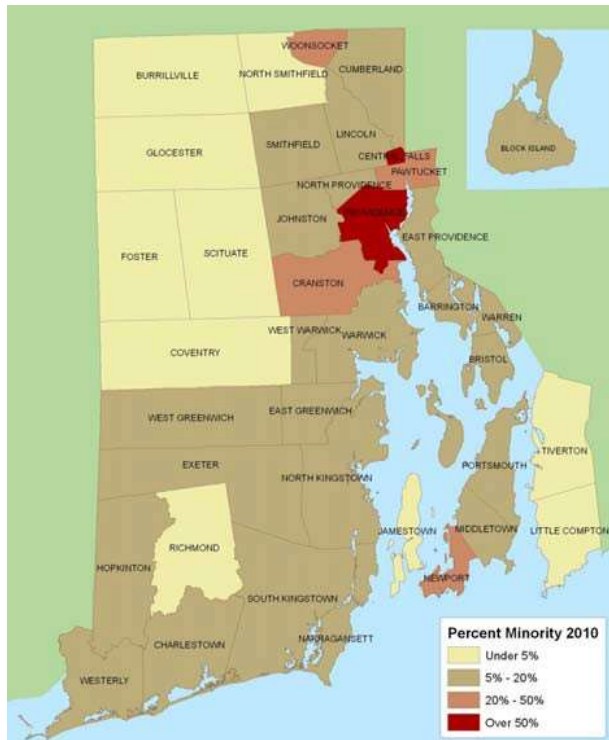 WOONSOCKET
BURRILLVILLE
NORTH SMITHFIELD
CUMBERLAND
BLOCK ISLAND
LINCOLN
SMITHFIELD
GLOCESTER
CENTRAL FALLS
PAWTUCKET
NORTH PROVIDENCE
PROVIDENCE
JOHNSTON
EAST PROVIDENCE
FOSTER
SCITUATE
CRANSTON
BARRINGTON
WARREN
WEST WARWICK
WARWICK
COVENTRY
BRISTOL
WEST GREENWICH
EAST GREENWICH
TIVERTON
EXETER
PORTSMOUTH
NORTH KINGSTOWN
JAMESTOWN
MIDDLETOWN
LITTLE COMPTON
RICHMOND
HOPKINTON
NEWPORT
SOUTH KINGSTOWN
NARRAGANSETT
CHARLESTOWN
WESTERLY
Percent Minority 2010
Under 5%
5% - 20%
20% - 50%
Over 50%